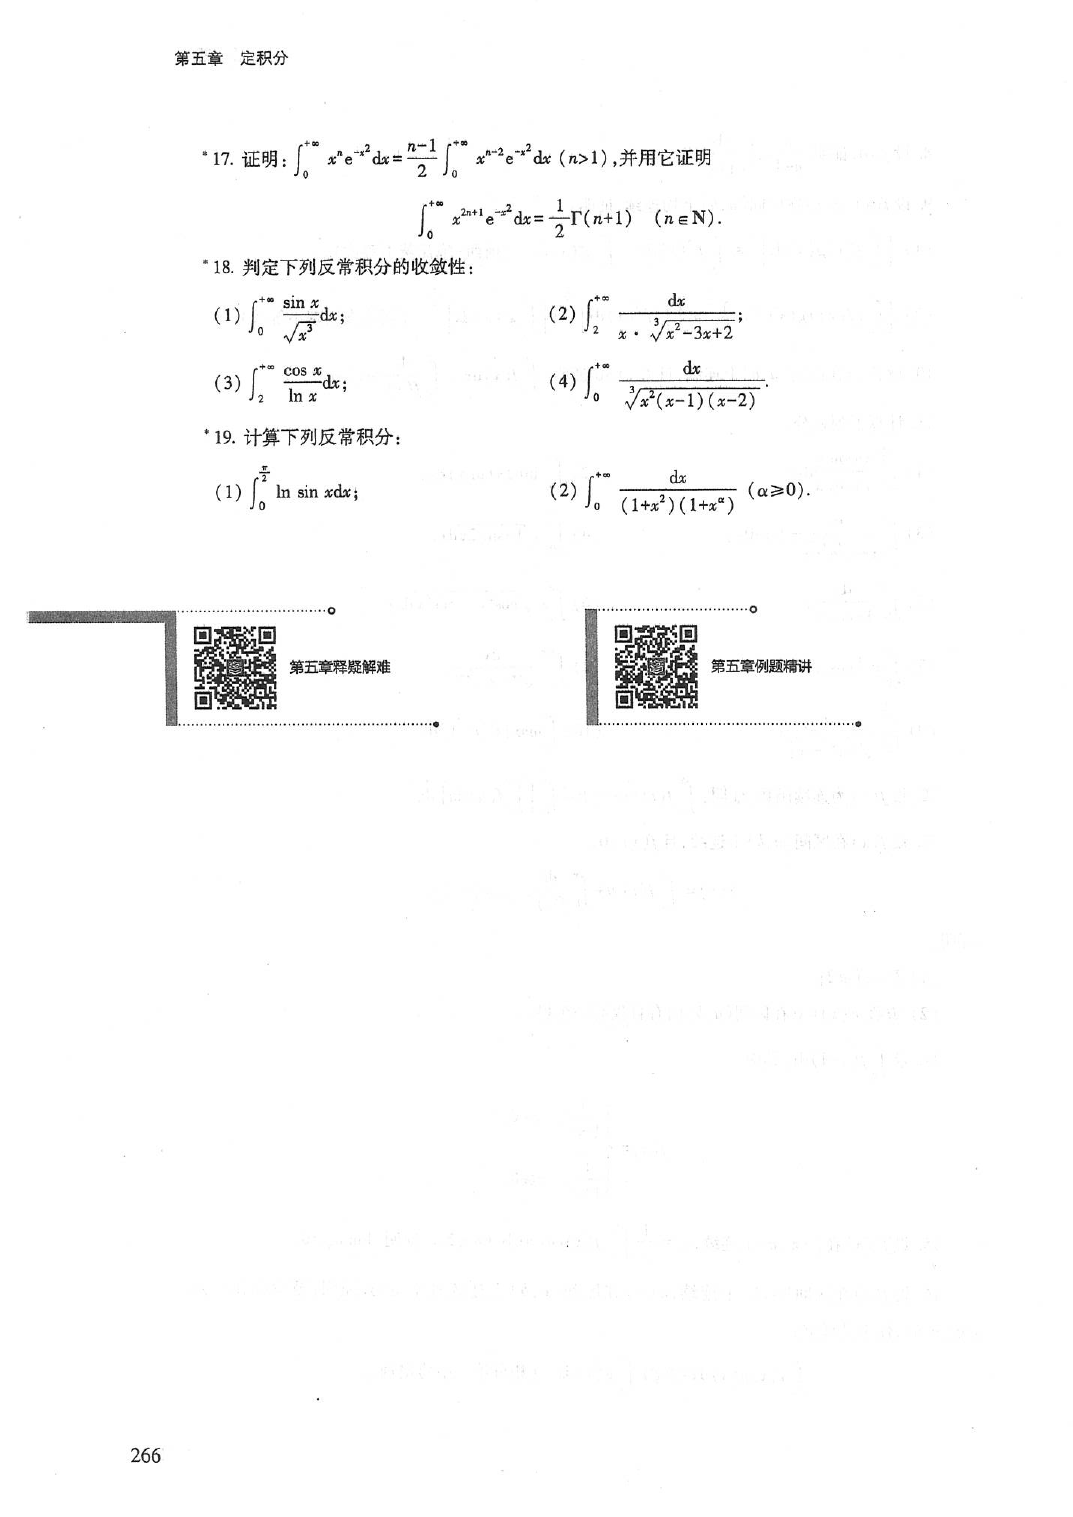 第五章 定积分
*17. 证明:∫₀^{+∞} xⁿe^{-x²}dx = (n-1)/2 ∫₀^{+∞} x^{n-2}e^{-x²}dx (n>1),并用它证明
∫₀^{+∞} x^{2n+1}e^{-x²}dx = 1/2 Γ(n+1) (n∈N).
*18. 判定下列反常积分的收敛性:
(1) ∫₀^{+∞} sin x/√(x³) dx; (2) ∫₂^{+∞} dx/(x · ∛(x²-3x+2));
(3) ∫₂^{+∞} cos x/ln x dx; (4) ∫₀^{+∞} dx/∛(x²(x-1)(x-2)).
*19. 计算下列反常积分:
(1) ∫₀^{π/2} ln sin xdx; (2) ∫₀^{+∞} dx/((1+x²)(1+x^α)) (α≥0).
第五章释疑解难 第五章例题精讲
266